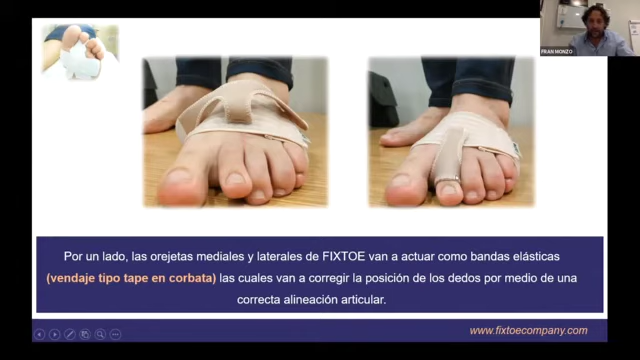 FRAN MONZO
Por un lado, las orejetas mediales y laterales de FIXTOE van a actuar como bandas elásticas
(vendaje tipo tape en corbata) las cuales van a corregir la posición de los dedos por medio de una
correcta alineación articular.
www.fixtoecompany.com